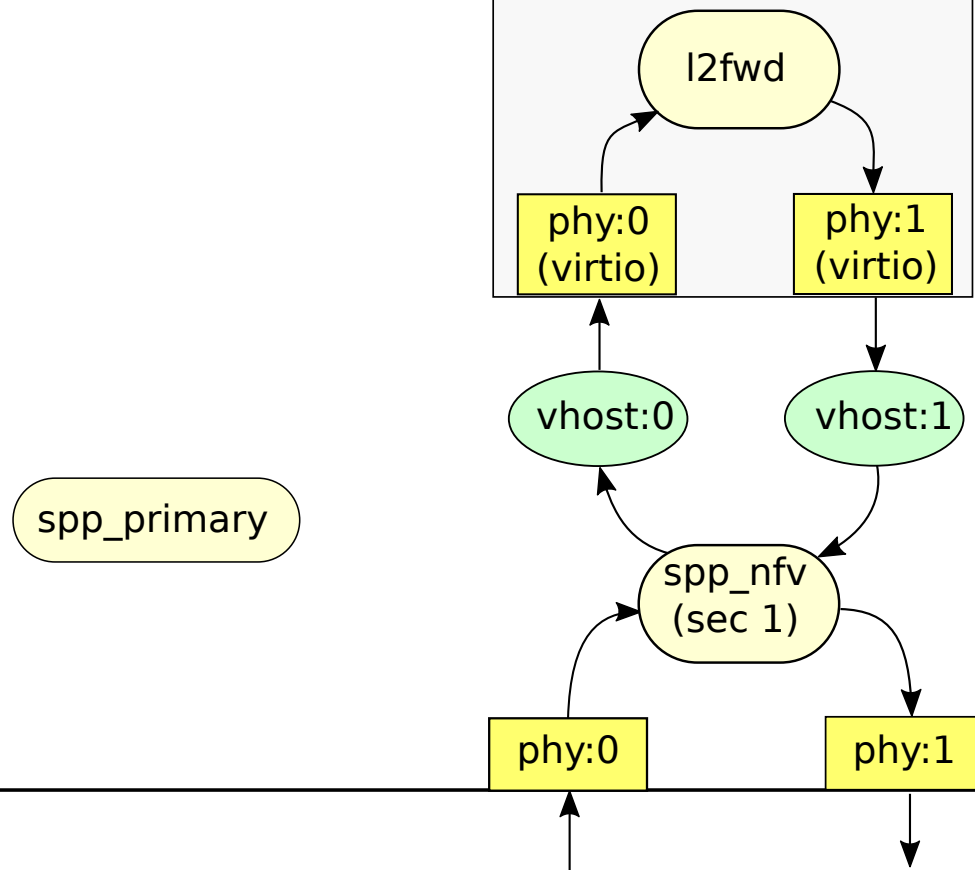 l2fwd
phy:0
(virtio)
phy:1
(virtio)
vhost:0
vhost:1
spp_primary
spp_nfv
(sec 1)
phy:0
phy:1